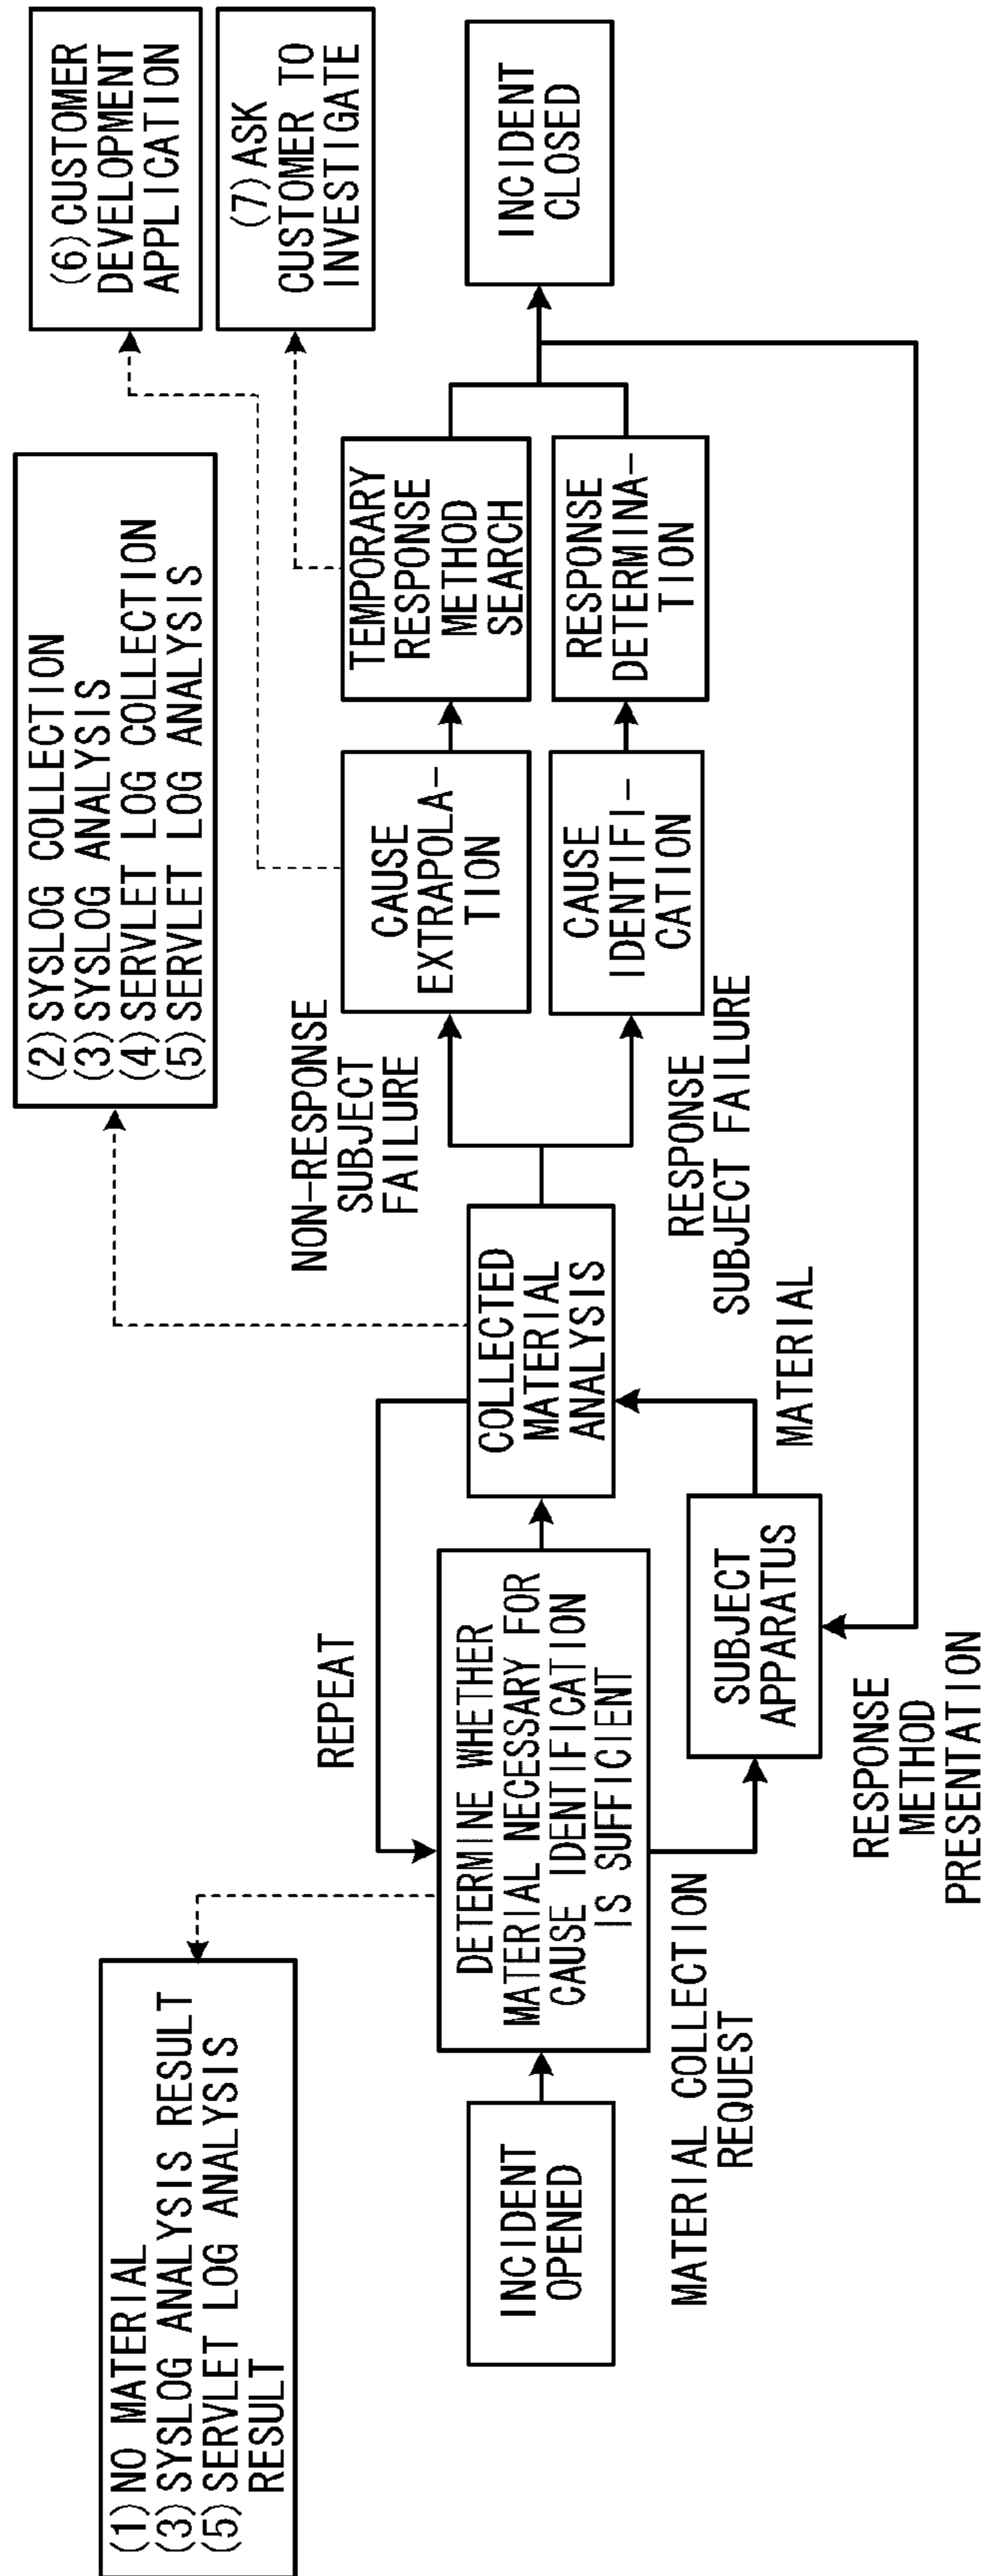 (1)NO MATERIAL
(3)SYSLOG ANALYSIS RESULT
(5)SERVLET LOG ANALYSIS
RESULT
(2)SYSLOG COLLECTION
(3)SYSLOG ANALYSIS
(4)SERVLET LOG COLLECTION
(5)SERVLET LOG ANALYSIS
(6)CUSTOMER
DEVELOPMENT
APPLICATION
(7)ASK
CUSTOMER TO
INVESTIGATE
INCIDENT
OPENED
REPEAT
DETERMINE WHETHER
MATERIAL NECESSARY FOR
CAUSE IDENTIFICATION
IS SUFFICIENT
MATERIAL COLLECTION
REQUEST
SUBJECT
APPARATUS
MATERIAL
COLLECTED
MATERIAL
ANALYSIS
NON-RESPONSE
SUBJECT
FAILURE
RESPONSE
SUBJECT FAILURE
CAUSE
EXTRAPOLA-
TION
CAUSE
IDENTIFI-
CATION
TEMPORARY
RESPONSE
METHOD
SEARCH
RESPONSE
DETERMINA-
TION
INCIDENT
CLOSED
RESPONSE
METHOD
PRESENTATION